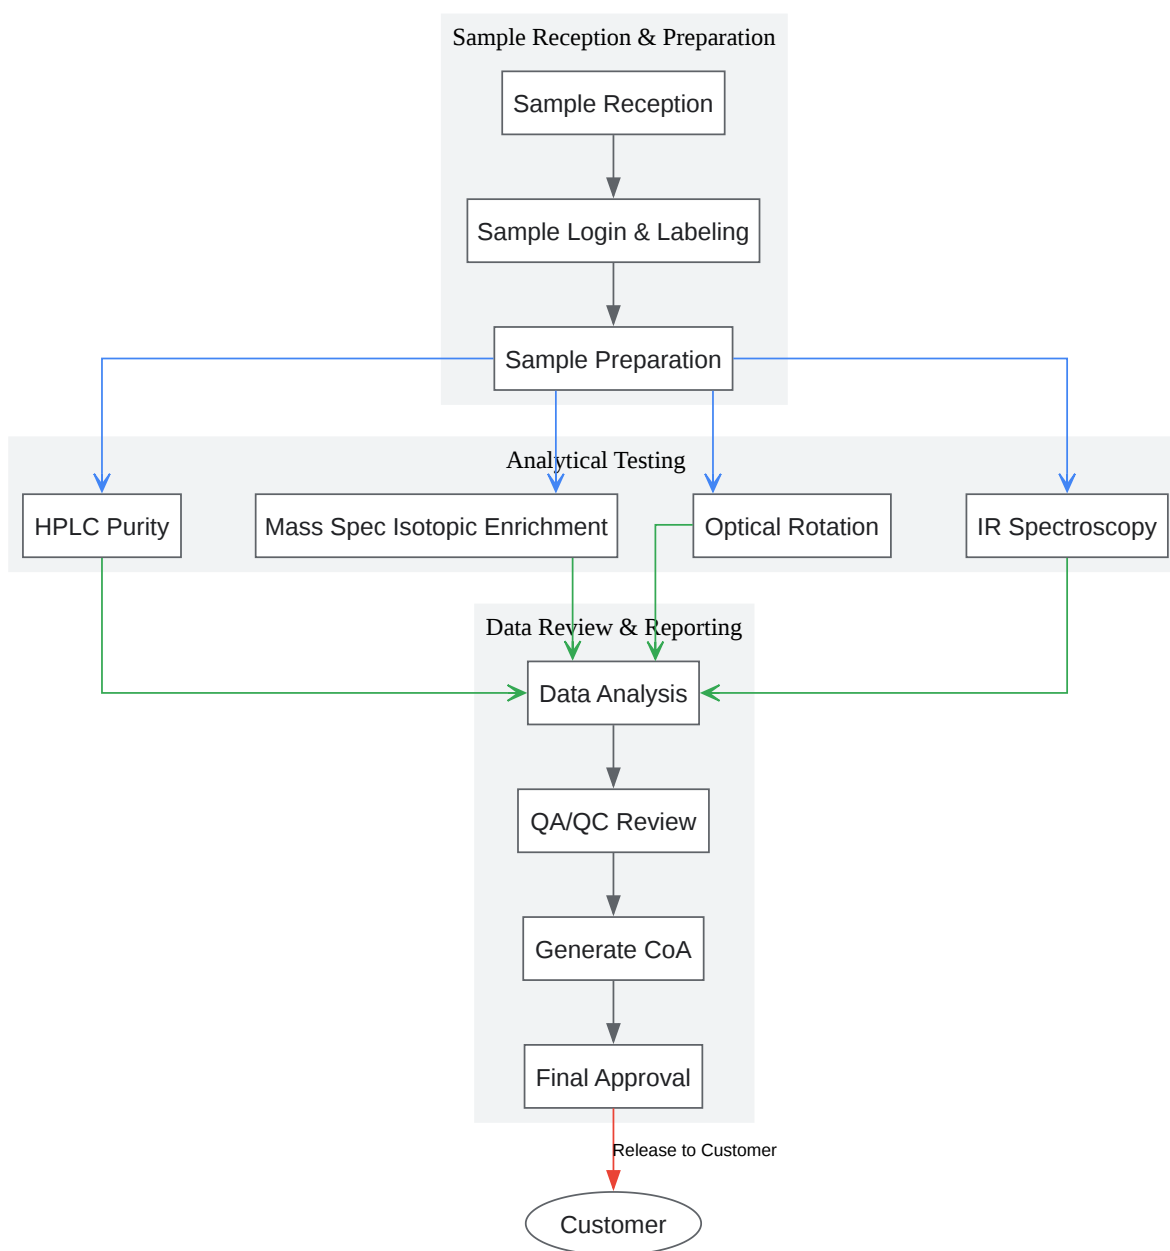 Sample Reception & Preparation
Sample Reception
Sample Login & Labeling
Sample Preparation
Analytical Testing
HPLC Purity
Mass Spec Isotopic Enrichment
Optical Rotation
IR Spectroscopy
Data Review & Reporting
Data Analysis
QA/QC Review
Generate CoA
Final Approval
Release to Customer
Customer